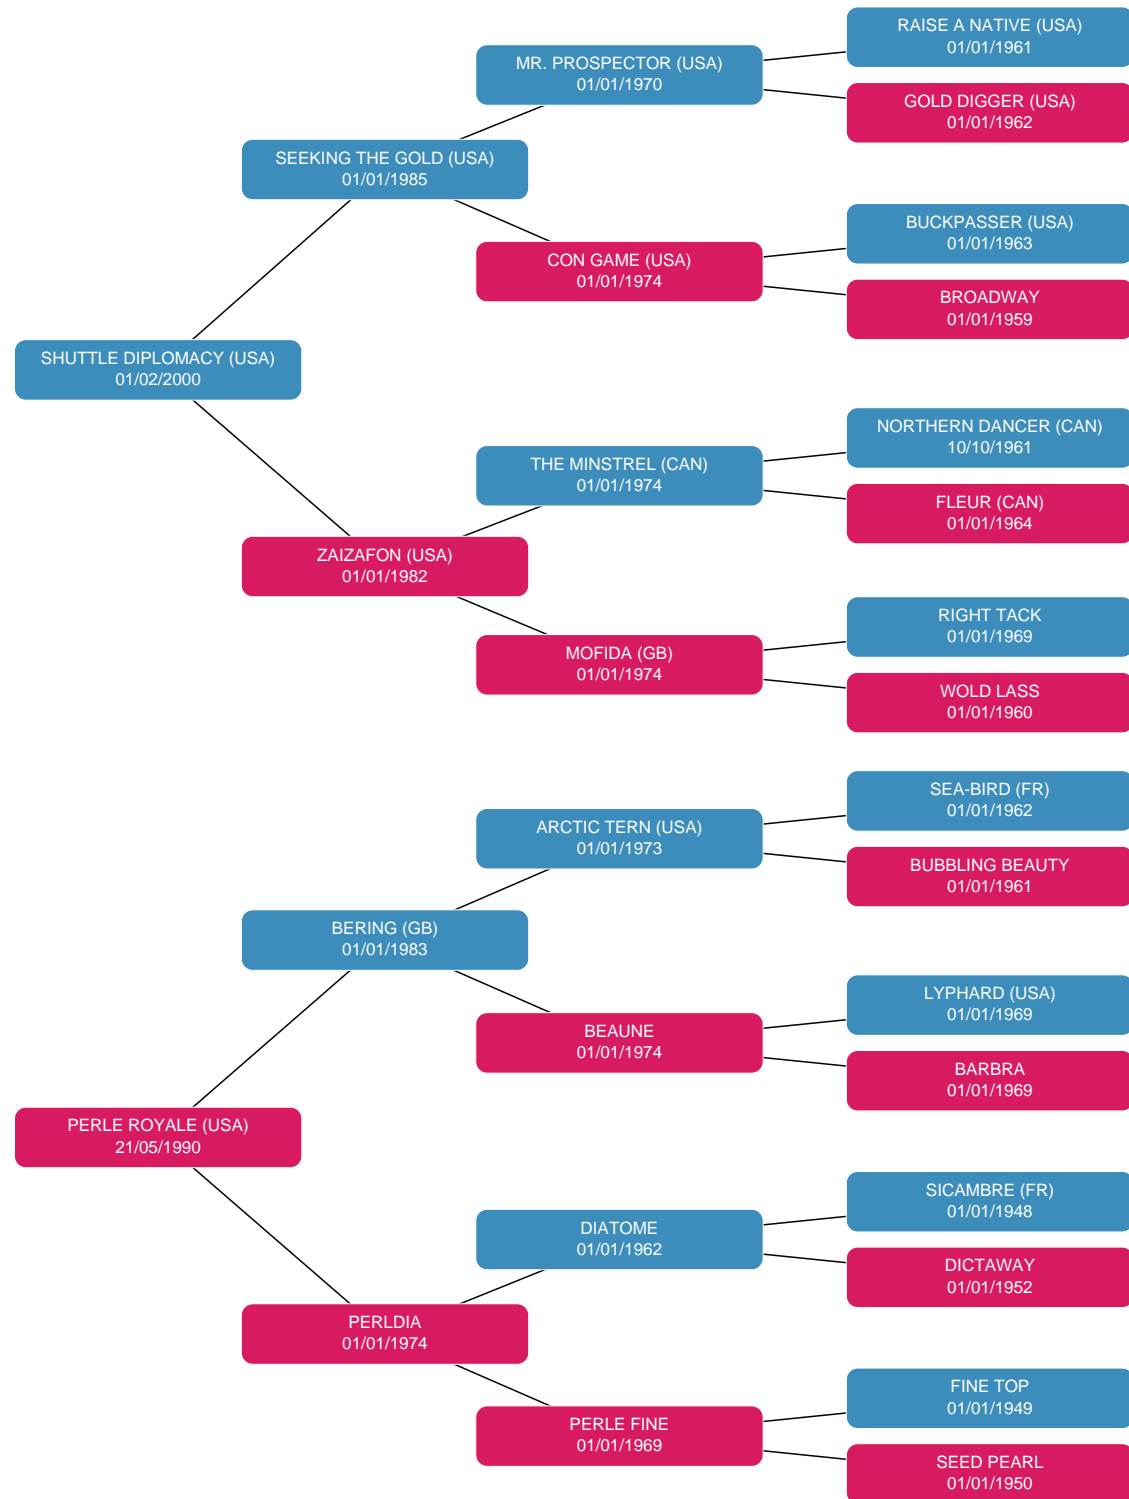 RAISE A NATIVE (USA)
01/01/1961
MR. PROSPECTOR (USA)
01/01/1970
GOLD DIGGER (USA)
01/01/1962
SEEKING THE GOLD (USA)
01/01/1985
BUCKPASSER (USA)
01/01/1963
CON GAME (USA)
01/01/1974
BROADWAY
01/01/1959
SHUTTLE DIPLOMACY (USA)
01/02/2000
NORTHERN DANCER (CAN)
10/10/1961
THE MINSTREL (CAN)
01/01/1974
FLEUR (CAN)
01/01/1964
ZAIZAFON (USA)
01/01/1982
RIGHT TACK
01/01/1969
MOFIDA (GB)
01/01/1974
WOLD LASS
01/01/1960
SEA-BIRD (FR)
01/01/1962
ARCTIC TERN (USA)
01/01/1973
BUBBLING BEAUTY
01/01/1961
BERING (GB)
01/01/1983
LYPHARD (USA)
01/01/1969
BEAUNE
01/01/1974
BARBRA
01/01/1969
PERLE ROYALE (USA)
21/05/1990
SICAMBRE (FR)
01/01/1948
DIATOME
01/01/1962
DICTAWAY
01/01/1952
PERLDIA
01/01/1974
FINE TOP
01/01/1949
PERLE FINE
01/01/1969
SEED PEARL
01/01/1950